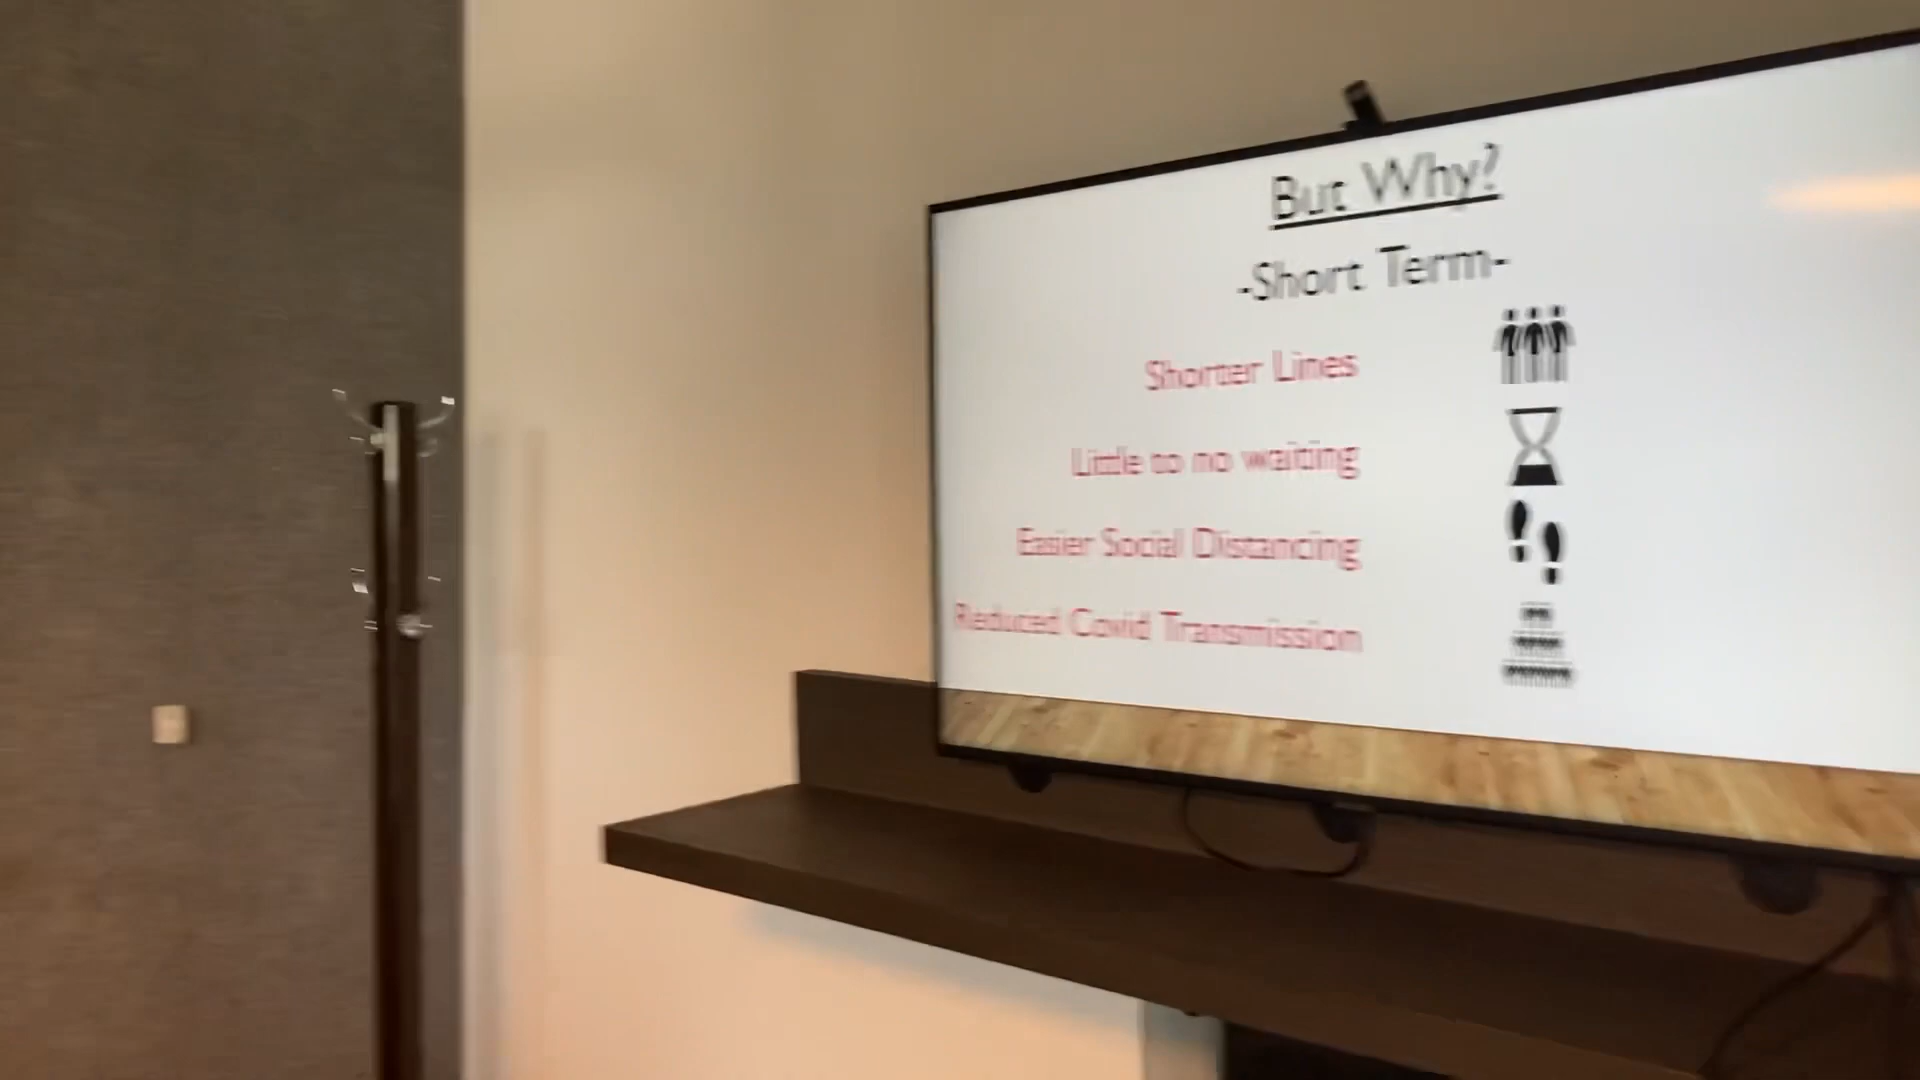 But Why?
-Short Term-
Shorter Lines
Little to no waiting
Easier Social Distancing
Reduced Covid Transmission